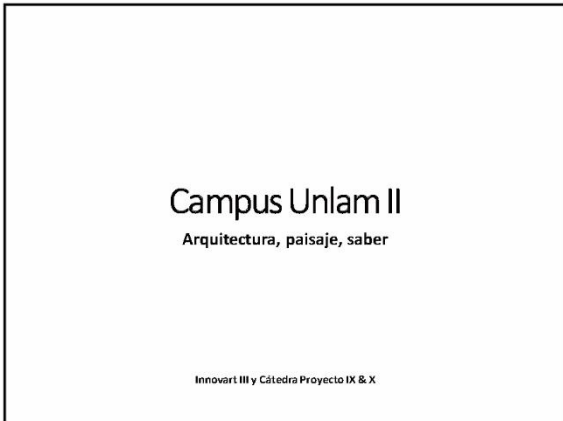 Campus Unlam II
Arquitectura, paisaje, saber
Innovart III y Cátedra Proyecto IX & X